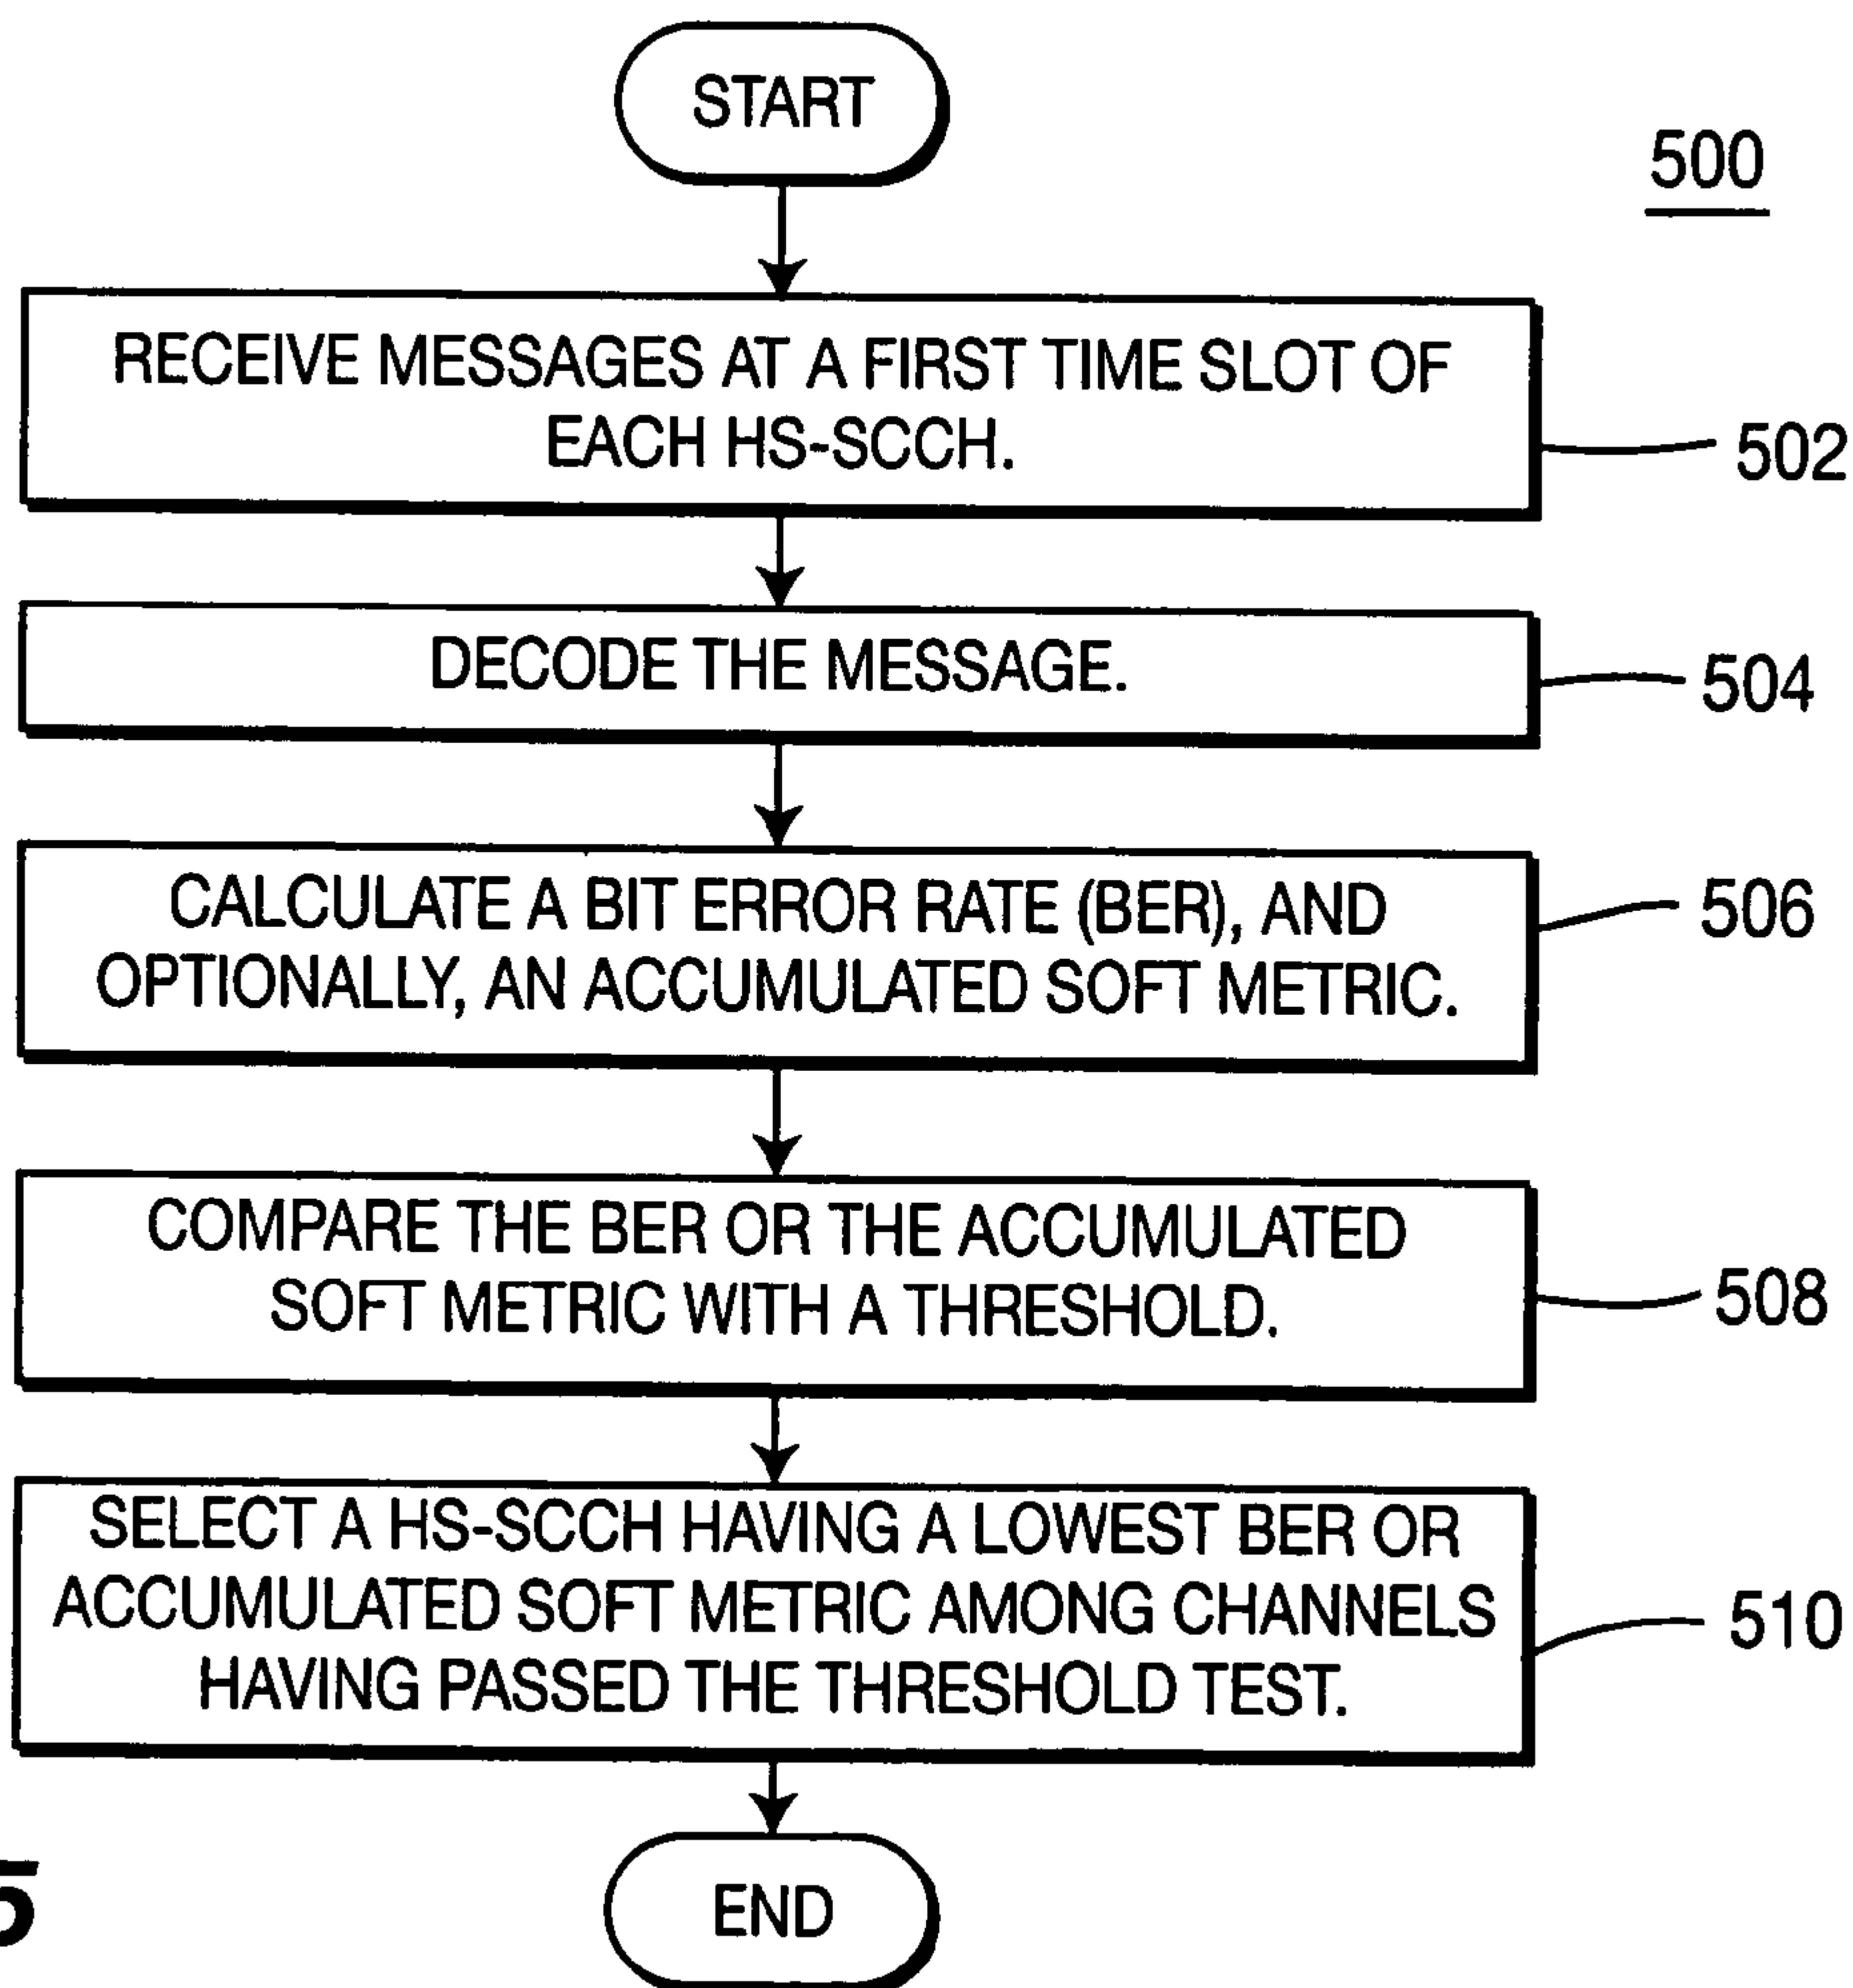 START
500
RECEIVE MESSAGES AT A FIRST TIME SLOT OF
EACH HS-SCCH.
502
DECODE THE MESSAGE.
504
CALCULATE A BIT ERROR RATE (BER), AND
OPTIONALLY, AN ACCUMULATED SOFT METRIC.
506
COMPARE THE BER OR THE ACCUMULATED
SOFT METRIC WITH A THRESHOLD.
508
SELECT A HS-SCCH HAVING A LOWEST BER OR
ACCUMULATED SOFT METRIC AMONG CHANNELS
HAVING PASSED THE THRESHOLD TEST.
510
END